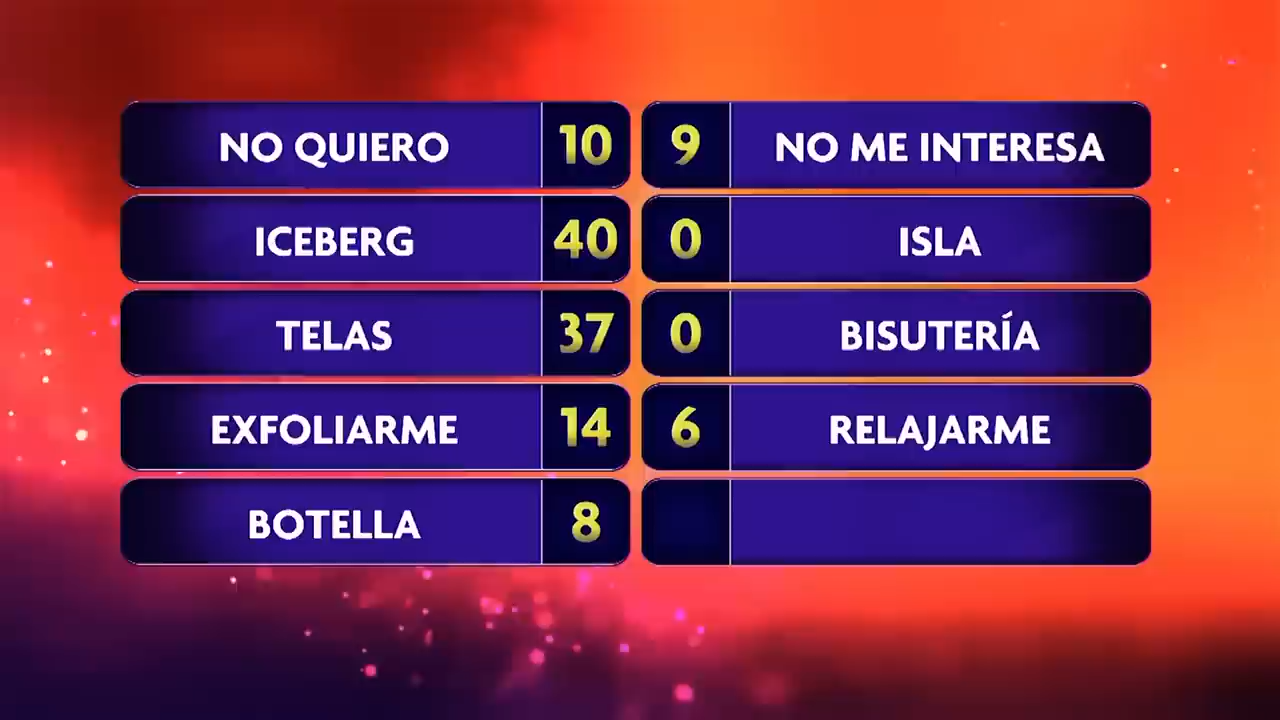 NO QUIERO 10 9 NO ME INTERESA
ICEBERG 40 0 ISLA
TELAS 37 0 BISUTERÍA
EXFOLIARME 14 6 RELAJARME
BOTELLA 8